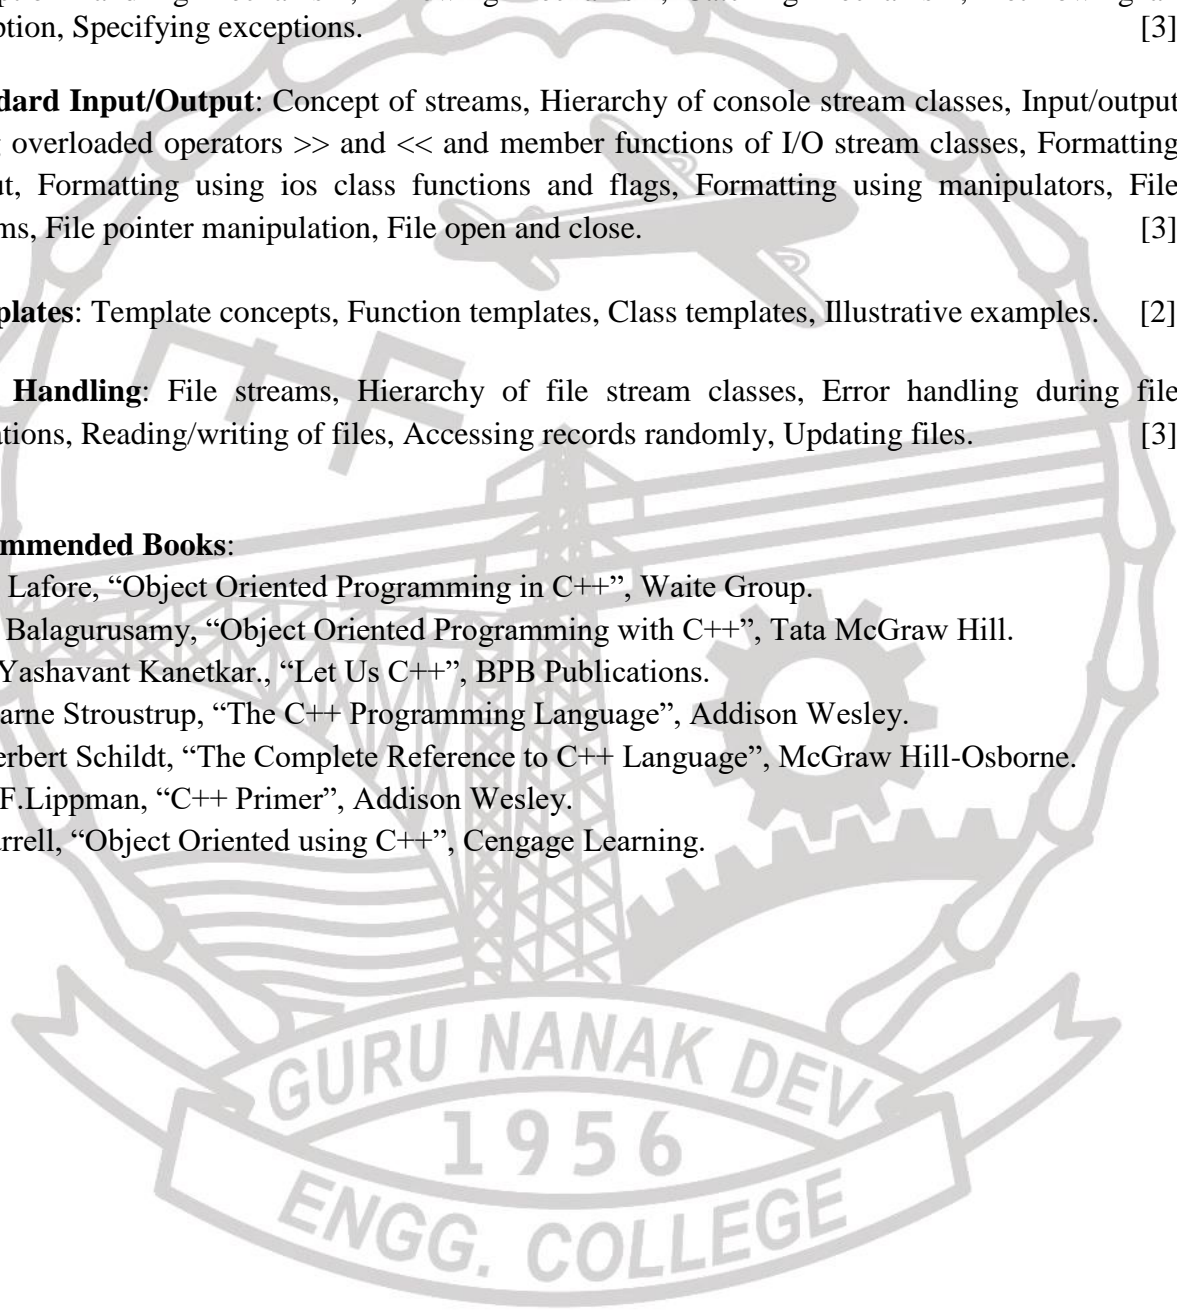 ption, Specifying exceptions. [3]
dard Input/Output: Concept of streams, Hierarchy of console stream classes, Input/output
overloaded operators >> and << and member functions of I/O stream classes, Formatting
ut, Formatting using ios class functions and flags, Formatting using manipulators, File
ms, File pointer manipulation, File open and close. [3]
plates: Template concepts, Function templates, Class templates, Illustrative examples. [2]
Handling: File streams, Hierarchy of file stream classes, Error handling during file
ations, Reading/writing of files, Accessing records randomly, Updating files. [3]
mmended Books:
Lafore, “Object Oriented Programming in C++”, Waite Group.
Balagurusamy, “Object Oriented Programming with C++”, Tata McGraw Hill.
Yashavant Kanetkar., “Let Us C++”, BPB Publications.
arne Stroustrup, “The C++ Programming Language”, Addison Wesley.
erbert Schildt, “The Complete Reference to C++ Language”, McGraw Hill-Osborne.
F.Lippman, “C++ Primer”, Addison Wesley.
rrell, “Object Oriented using C++”, Cengage Learning.
GURU NANAK DEV
1956
ENGG. COLLEGE